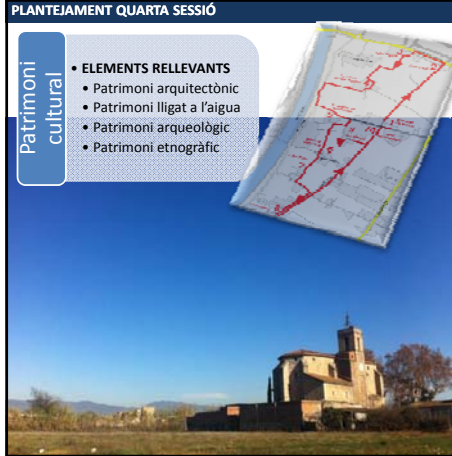 PLANTEJAMENT QUARTA SESSIÓ
Patrimoni
cultural
• ELEMENTS RELLEVANTS
• Patrimoni arquitectònic
• Patrimoni lligat a l’aigua
• Patrimoni arqueològic
• Patrimoni etnogràfic